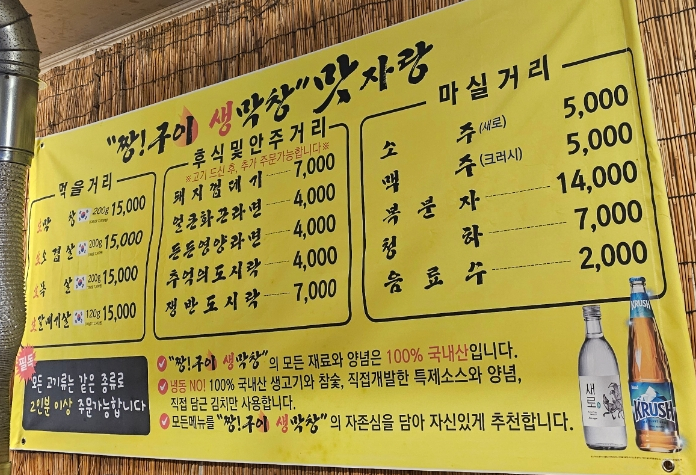 "짱!구이 생막창" 맛자랑
먹을거리
막 창 200g 15,000
오 겹 살 200g 15,000
목 살 200g 15,000
갈매기살 120g 15,000
후식및안주거리
※고기 드신 후, 추가 주문가능합니다※
돼지껍데기 7,000
얼큰화끈라면 4,000
든든영양라면 4,000
추억의도시락 4,000
쟁반도시락 7,000
마실거리
소 주(새로) 5,000
맥 주(크러시) 5,000
복분자 14,000
청 하 7,000
음료수 2,000
필독
모든 고기류는 같은 종류로
2인분 이상 주문가능합니다
"짱!구이 생막창"의 모든 재료와 양념은 100% 국내산입니다.
냉동 NO! 100% 국내산 생고기와 참숯, 직접개발한 특제소스와 양념,
직접 담근 김치만 사용합니다.
모든메뉴를 "짱!구이 생막창"의 자존심을 담아 자신있게 추천합니다.
새로
KRUSH
KRUSH